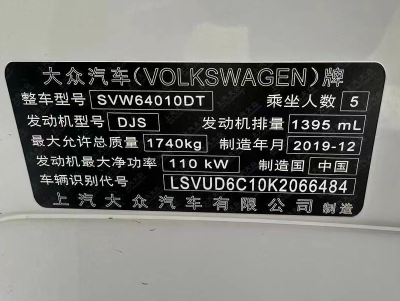 大众汽车(VOLKSWAGEN)牌
整车型号 SVW64010DT 乘坐人数 5
发动机型号 DJS 发动机排量 1395 mL
最大允许总质量 1740kg 制造年月 2019-12
发动机最大净功率 110 kW 制造国 中国
车辆识别代号 LSVUD6C10K2066484
上汽大众汽车有限公司 制造